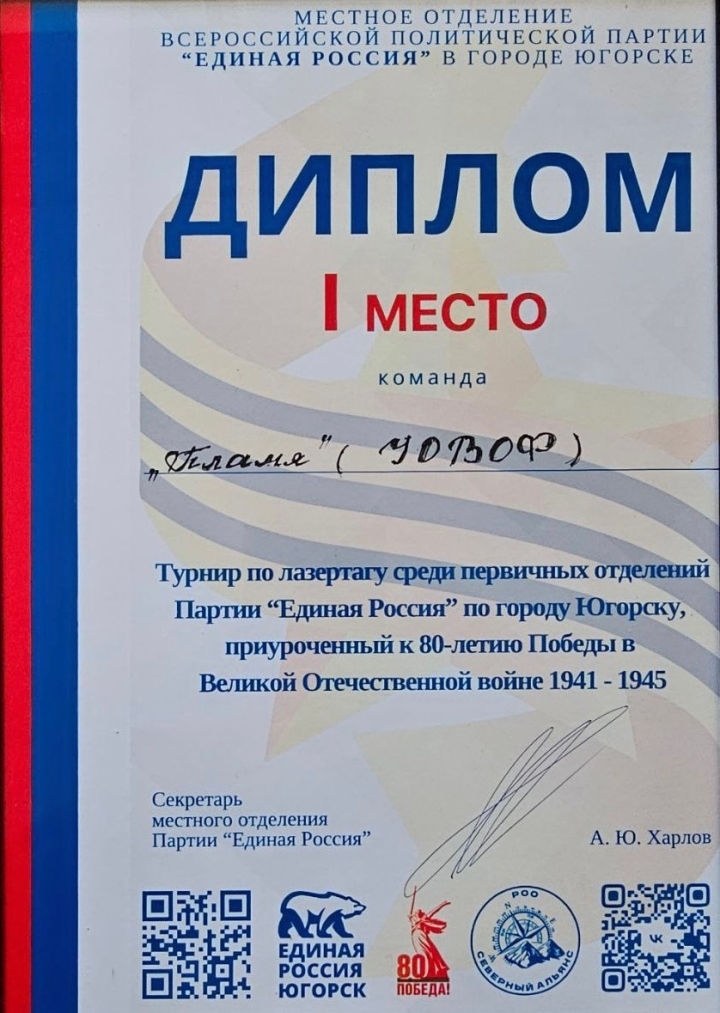 МЕСТНОЕ ОТДЕЛЕНИЕ
ВСЕРОССИЙСКОЙ ПОЛИТИЧЕСКОЙ ПАРТИИ
“ЕДИНАЯ РОССИЯ” В ГОРОДЕ ЮГОРСКЕ
ДИПЛОМ
I МЕСТО
команда
„Пламя” ( УОВОФ )
Турнир по лазертагу среди первичных отделений
Партии “Единая Россия” по городу Югорску,
приуроченный к 80-летию Победы в
Великой Отечественной войне 1941 - 1945
Секретарь
местного отделения
Партии “Единая Россия”
А. Ю. Харлов
ЕДИНАЯ
РОССИЯ
ЮГОРСК
80
ПОБЕДА!
РОО
СЕВЕРНЫЙ АЛЬЯНС